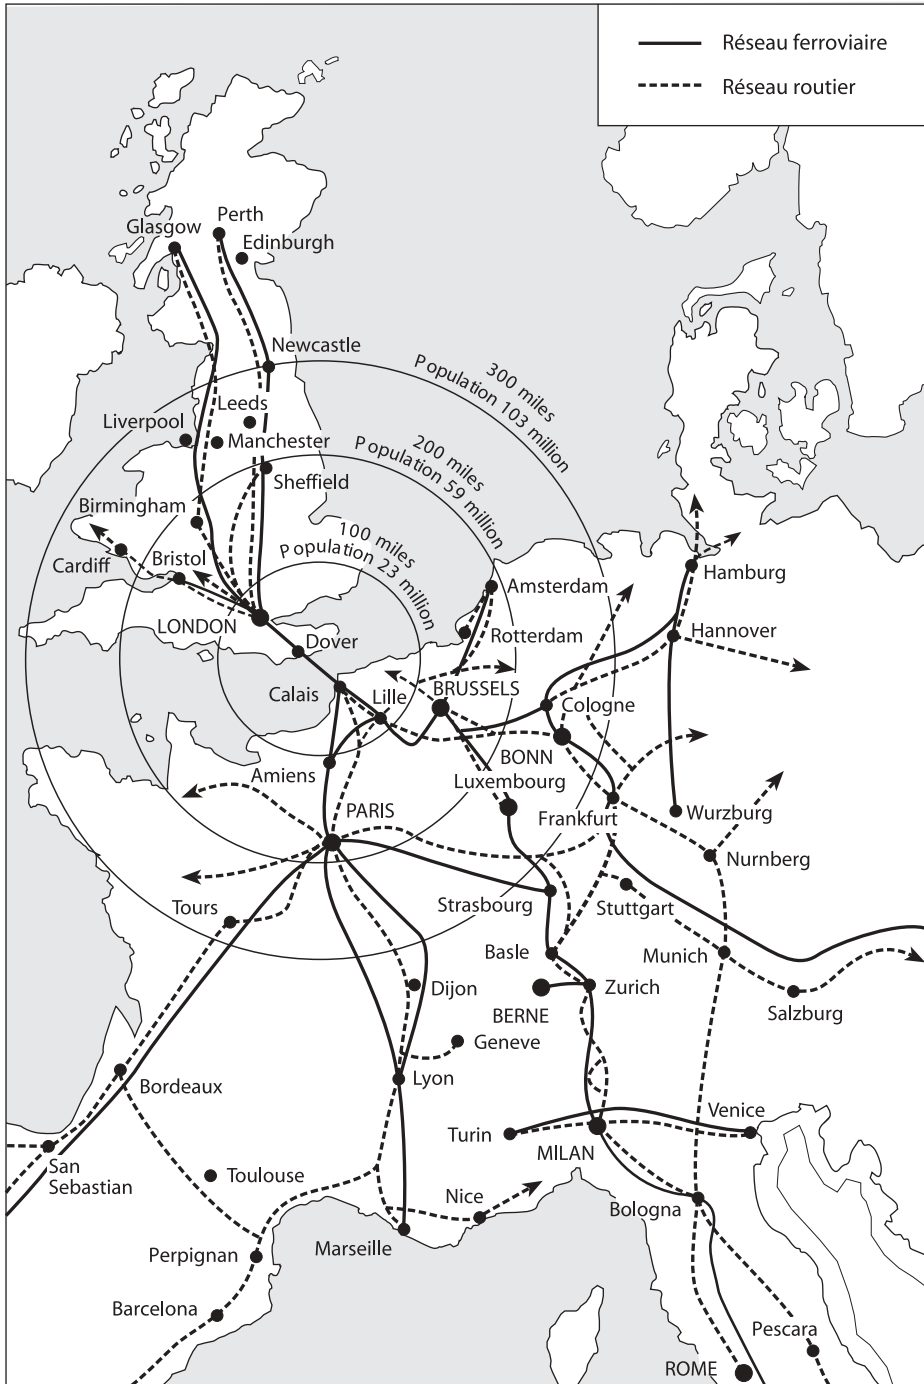 Réseau ferroviaire
Réseau routier
Perth
Glasgow
Edinburgh
Newcastle
300 miles
Population 103 million
Leeds
Liverpool
Manchester
200 miles
Population 59 million
Sheffield
Birmingham
100 miles
Population 23 million
Cardiff
Bristol
Hamburg
Amsterdam
LONDON
Rotterdam
Hannover
Dover
Calais
Lille
BRUSSELS
Cologne
BONN
Amiens
Luxembourg
PARIS
Frankfurt
Wurzburg
Nurnberg
Tours
Strasbourg
Stuttgart
Basle
Munich
Dijon
BERNE
Zurich
Salzburg
Geneve
Lyon
Bordeaux
Venice
Turin
MILAN
San
Sebastian
Toulouse
Nice
Bologna
Marseille
Perpignan
Barcelona
Pescara
ROME